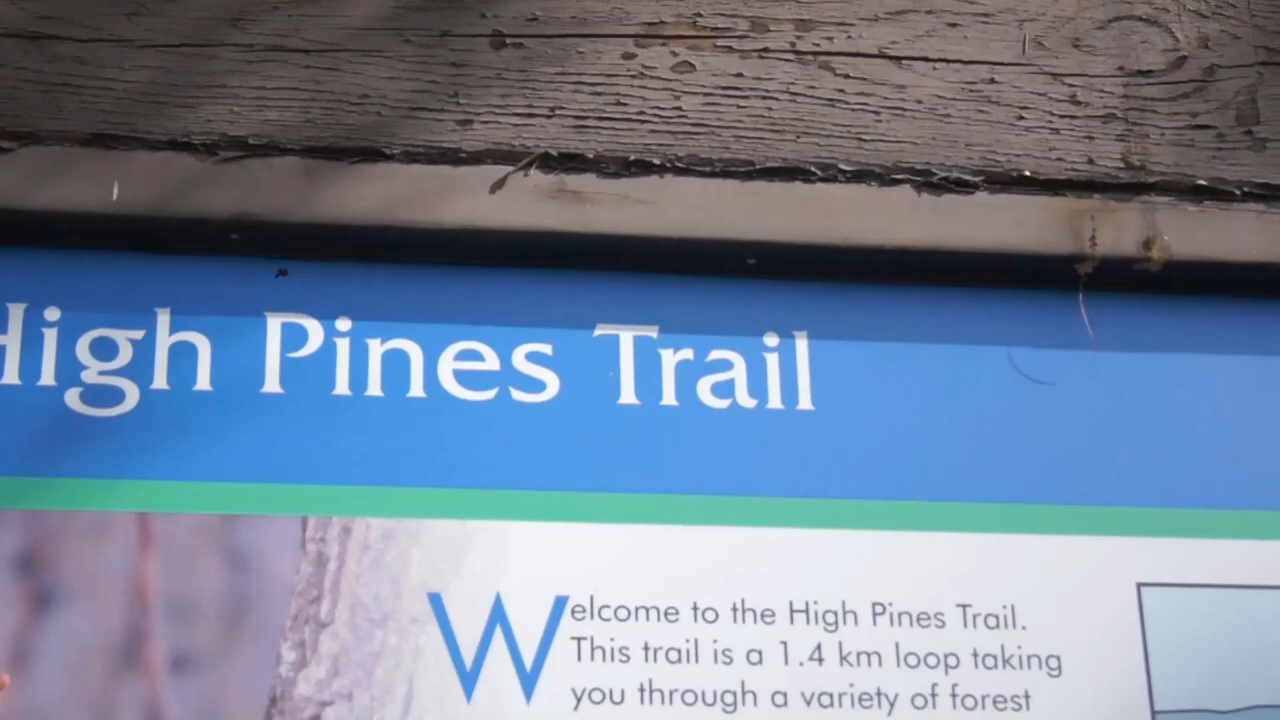 High Pines Trail
Welcome to the High Pines Trail.
This trail is a 1.4 km loop taking
you through a variety of forest